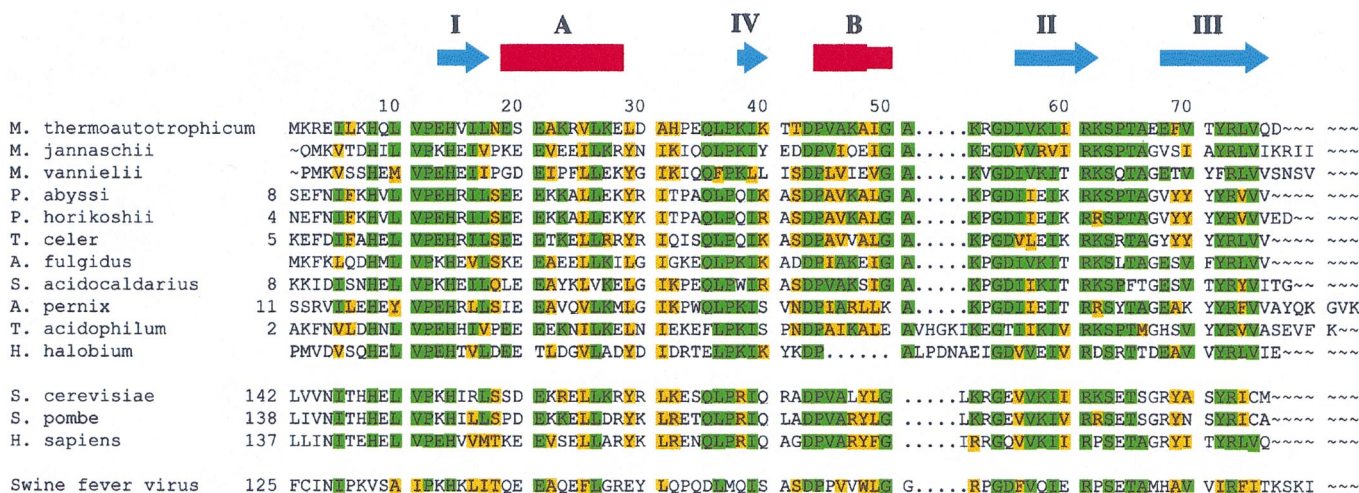 I A IV B II III
10 20 30 40 50 60 70
M. thermoautotrophicum MKREILKHQL VPEHVILNES EAKRVLKELD AHPEQLPKIK TTDPVAKAIG A.....KRGDIVKII RKSPTAEEFV TYRLVQD~~~ ~~~
M. jannaschii ~QMKVTDHIL VPKHEIVPKE EVEEILKRYN IKIQQLPKIY EDDPVIQEIG A.....KEGDVVRVI RKSPTAGVSI AYRLVIKRII ~~~
M. vannielii ~PMKVSSHEM VPEHEIIPGD EIPFLLEKYG IKIQQFPKLL ISDPLVIEVG A.....KVGDIVKIT RKSQTAGETV YFRLVVSNSV ~~~
P. abyssi 8 SEFNIFKHVL VPEHRILSEE EKKALLEKYR ITPAQLPQIK ASDPAVKALG A.....KPGDIIEIK RKSPTAGVYY YYRVVV~~~~ ~~~
P. horikoshii 4 NEFNIFKHVL VPEHRILSEE EKKALLEKYR ITPAQLPQIR ASDPAVKALG A.....KPGDIIEIK RRSPTAGVYY YYRVVVED~~ ~~~
T. celer 5 KEFDIFAHEL VPEHRILSEE ETKELLRRYR IQISQLPQIK ASDPAVVALG A.....KPGDVLEIK RKSRTAGYYY YYRLVV~~~~ ~~~
A. fulgidus MKFKLQDHML VPKHEVLSKE EAEELLKILG IGKEQLPKIK ADDPIAKEIG A.....KPGDIVKIT RKSLTAGESV FYRLVV~~~~ ~~~
S. acidocaldarius 8 KKIDISNHEL VPKHEILQLE EAYKLVKELG IKPEQLPWIR ASDPVAKSIG A.....KPGDIIKIT RKSPFTGESV TYRYVITG~~ ~~~
A. pernix 11 SSRVILEHEY VPEHRLLSIE EAVQVLKMLG IKPWQLPKIS VNDPIARLLK A.....KPGDIIEIT RRSYTAGEAK YYRFVVAYQK GVK
T. acidophilum 2 AKFNVLDHNL VPEHHIVPEE EEKNILKELN IEKEFLPKIS PNDPAIKALE AVHGKIKEGTIIKIV RKSPTMGHSV YYRVVASEVF K~~
H. halobium PMVDVSQHEL VPEHTVLDEE TLDGVLADYD IDRTELPKIK YKDP...... ALPDNAEIGDVVEIV RDSRTTDEAV VYRLVIE~~~ ~~~
S. cerevisiae 142 LVVNITHHEL VPKHIRLSSD EKRELLKRYR LKESQLPRIQ RADPVALYLG .....LKRGEVVKII RKSETSGRYA SYRICM~~~~ ~~~
S. pombe 138 LIVNITHHEL VPKHILLSPD EKKELLDRYK LRETQLPRIQ LADPVARYLG .....LKRGEVVKIV RRSETSGRYN SYRICA~~~~ ~~~
H. sapiens 137 LLINITEHEL VPEHVVMTKE EVSELLARYK LRENQLPRIQ AGDPVARYFG .....IRRGQVVKII RPSETAGRYI TYRLVQ~~~~ ~~~
Swine fever virus 125 FCINIPKVSA IPKHKLITQE EAQEFLGREY LQPQDLMQIS ASDPPVVWLG G.....RPGDFVQIE RPSETAMHAV VIRFITKSKI ~~~